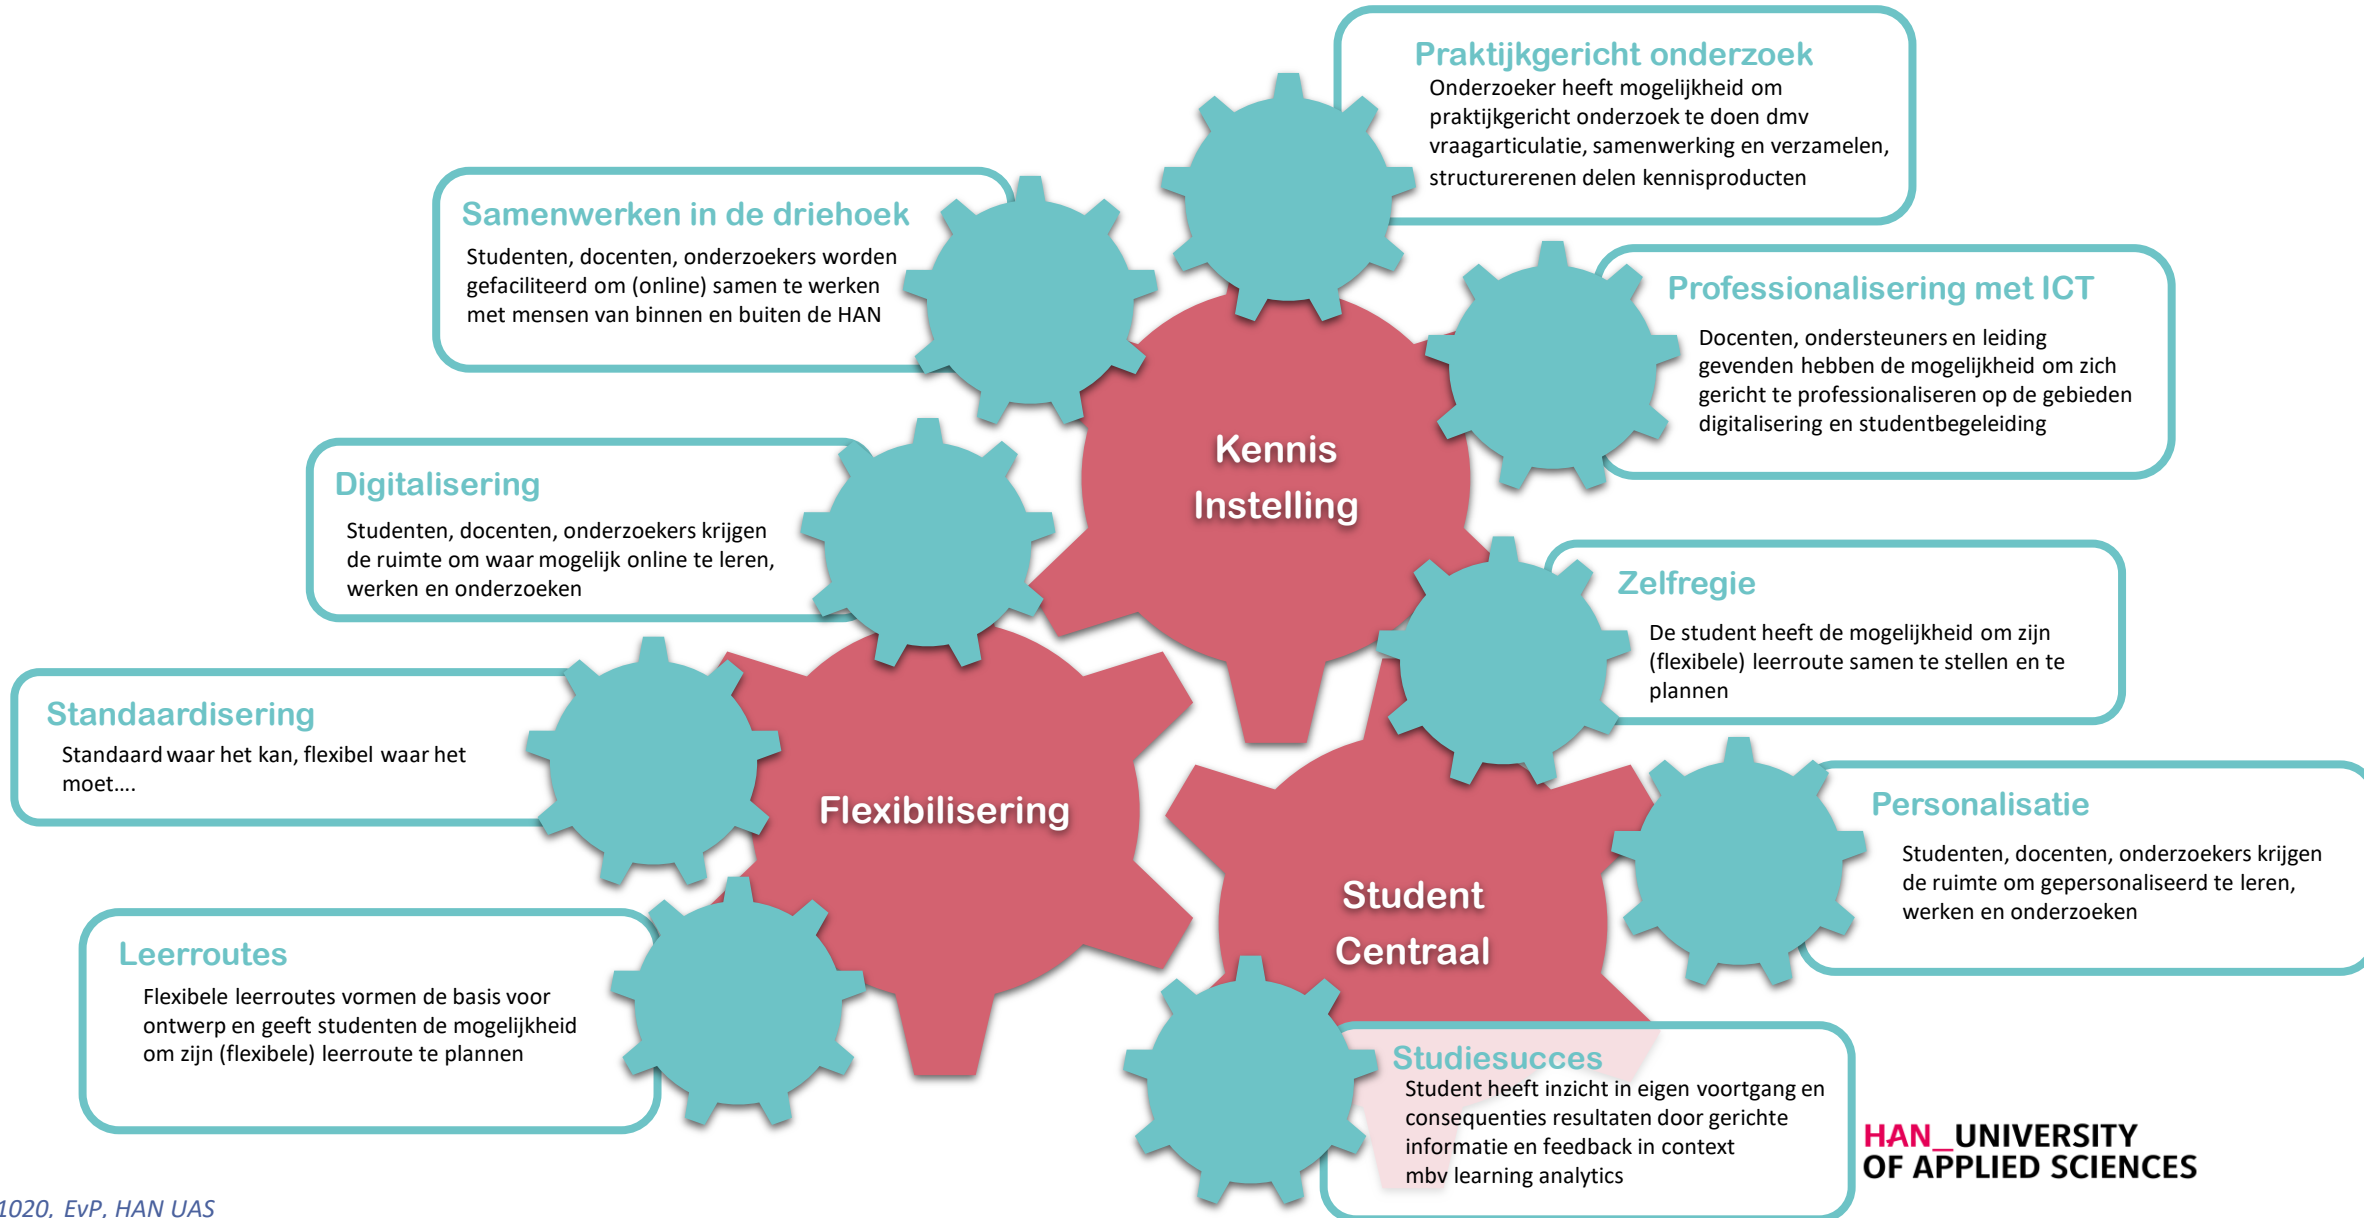 Praktijkgericht onderzoek
Onderzoeker heeft mogelijkheid om
praktijkgericht onderzoek te doen dmv
vraagarticulatie, samenwerking en verzamelen,
structurerenen delen kennisproducten
Samenwerken in de driehoek
Studenten, docenten, onderzoekers worden
gefaciliteerd om (online) samen te werken
met mensen van binnen en buiten de HAN
Professionalisering met ICT
Docenten, ondersteuners en leiding
gevenden hebben de mogelijkheid om zich
gericht te professionaliseren op de gebieden
digitalisering en studentbegeleiding
Kennis
Instelling
Digitalisering
Studenten, docenten, onderzoekers krijgen
de ruimte om waar mogelijk online te leren,
werken en onderzoeken
Zelfregie
De student heeft de mogelijkheid om zijn
(flexibele) leerroute samen te stellen en te
plannen
Standaardisering
Standaard waar het kan, flexibel waar het
moet....
Flexibilisering
Personalisatie
Studenten, docenten, onderzoekers krijgen
de ruimte om gepersonaliseerd te leren,
werken en onderzoeken
Student
Centraal
Leerroutes
Flexibele leerroutes vormen de basis voor
ontwerp en geeft studenten de mogelijkheid
om zijn (flexibele) leerroute te plannen
Studiesucces
Student heeft inzicht in eigen voortgang en
consequenties resultaten door gerichte
informatie en feedback in context
mbv learning analytics
HAN_UNIVERSITY
OF APPLIED SCIENCES
1020, EvP, HAN UAS